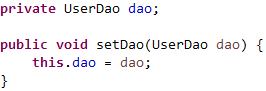 private UserDao dao;
public void setDao(UserDao dao) {
this.dao = dao;
}